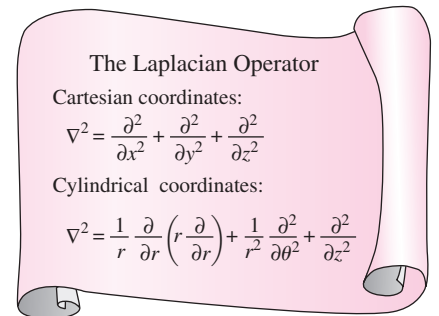 The Laplacian Operator
Cartesian coordinates:
∇² = ∂²/∂x² + ∂²/∂y² + ∂²/∂z²
Cylindrical coordinates:
∇² = 1/r ∂/∂r (r ∂/∂r) + 1/r² ∂²/∂θ² + ∂²/∂z²